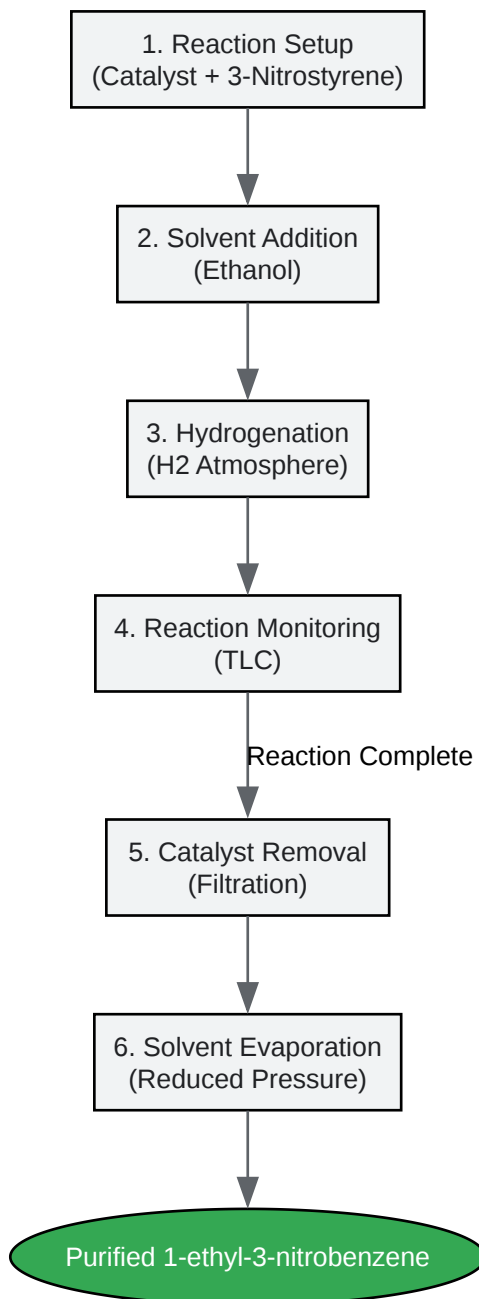 1. Reaction Setup
(Catalyst + 3-Nitrostyrene)
2. Solvent Addition
(Ethanol)
3. Hydrogenation
(H2 Atmosphere)
4. Reaction Monitoring
(TLC)
Reaction Complete
5. Catalyst Removal
(Filtration)
6. Solvent Evaporation
(Reduced Pressure)
Purified 1-ethyl-3-nitrobenzene